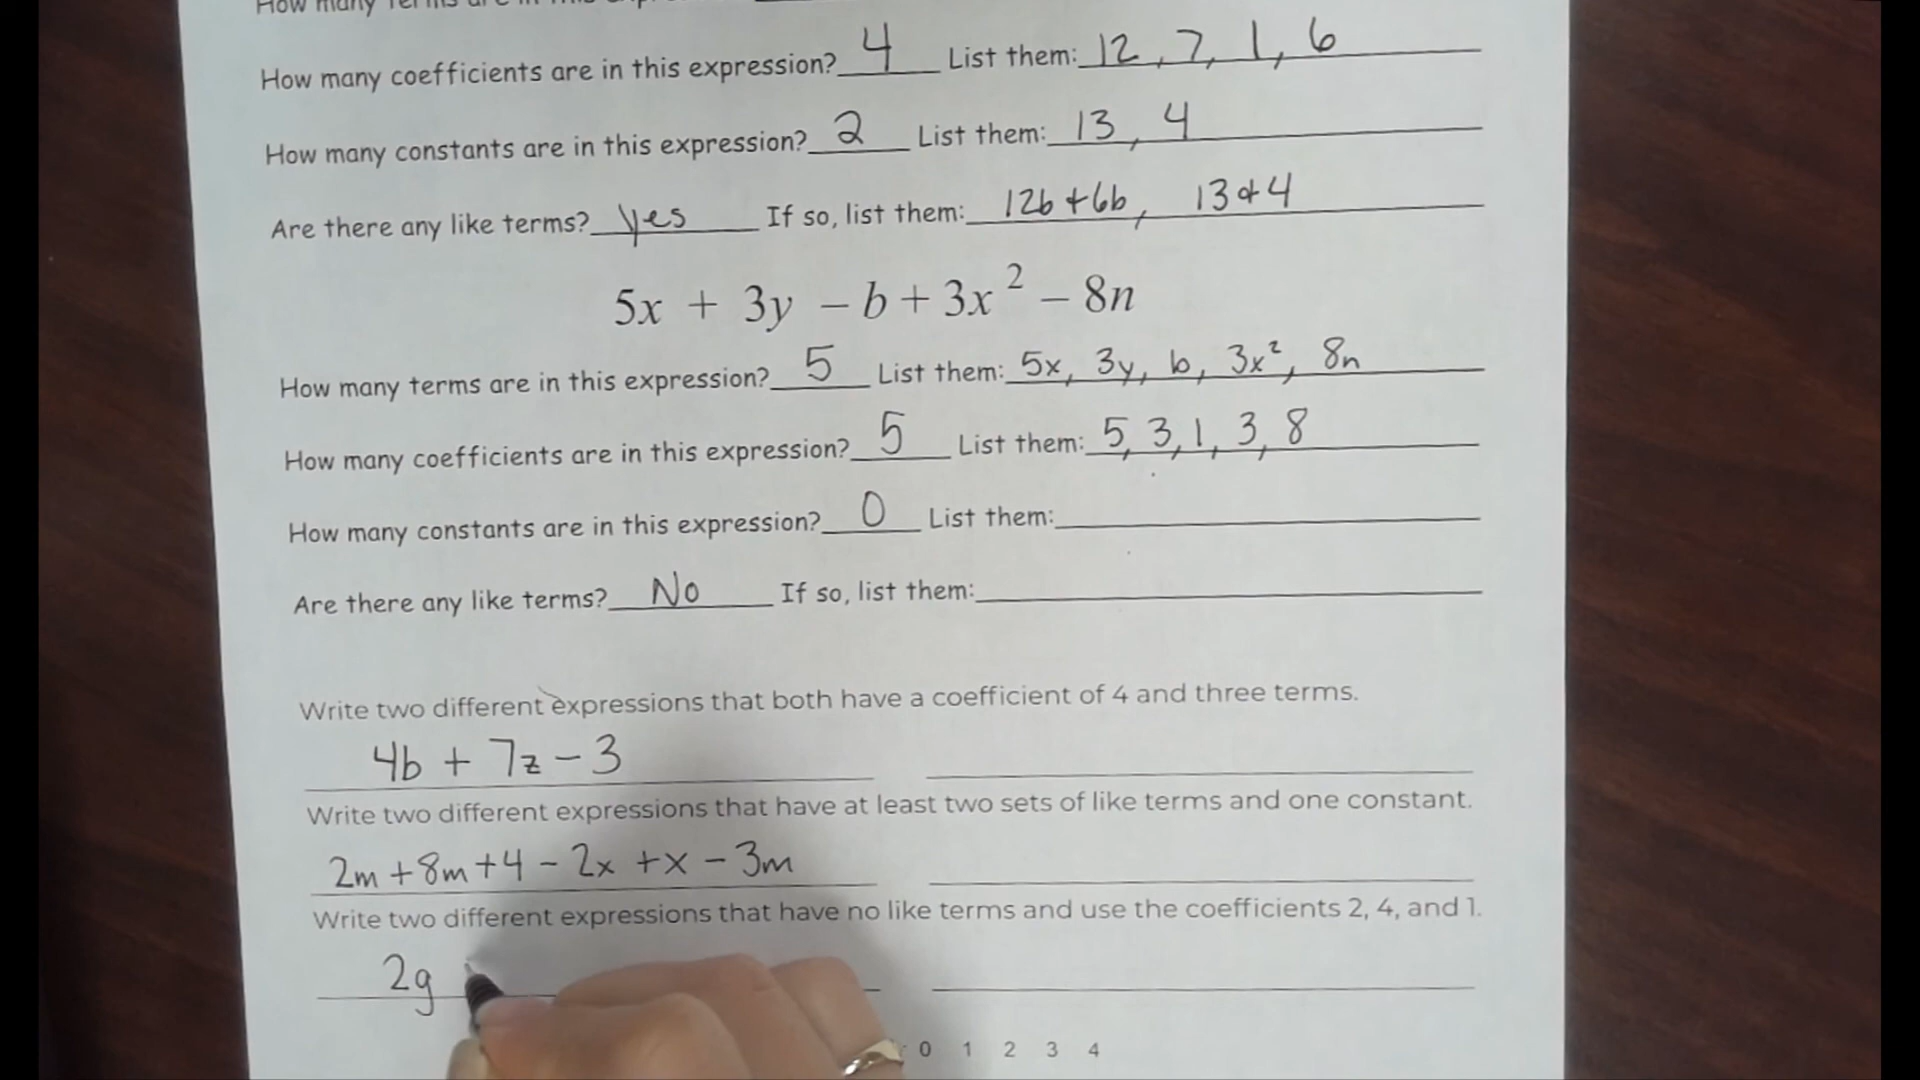 How many terms are in this
How many coefficients are in this expression? 4 List them: 12, 7, 1, 6
How many constants are in this expression? 2 List them: 13, 4
Are there any like terms? yes If so, list them: 12b + 6b, 13 & 4
5x + 3y – b + 3x² – 8n
How many terms are in this expression? 5 List them: 5x, 3y, b, 3x², 8n
How many coefficients are in this expression? 5 List them: 5, 3, 1, 3, 8
How many constants are in this expression? 0 List them:
Are there any like terms? No If so, list them:
Write two different expressions that both have a coefficient of 4 and three terms.
4b + 7z - 3
Write two different expressions that have at least two sets of like terms and one constant.
2m + 8m + 4 - 2x + x - 3m
Write two different expressions that have no like terms and use the coefficients 2, 4, and 1.
2g
0 1 2 3 4